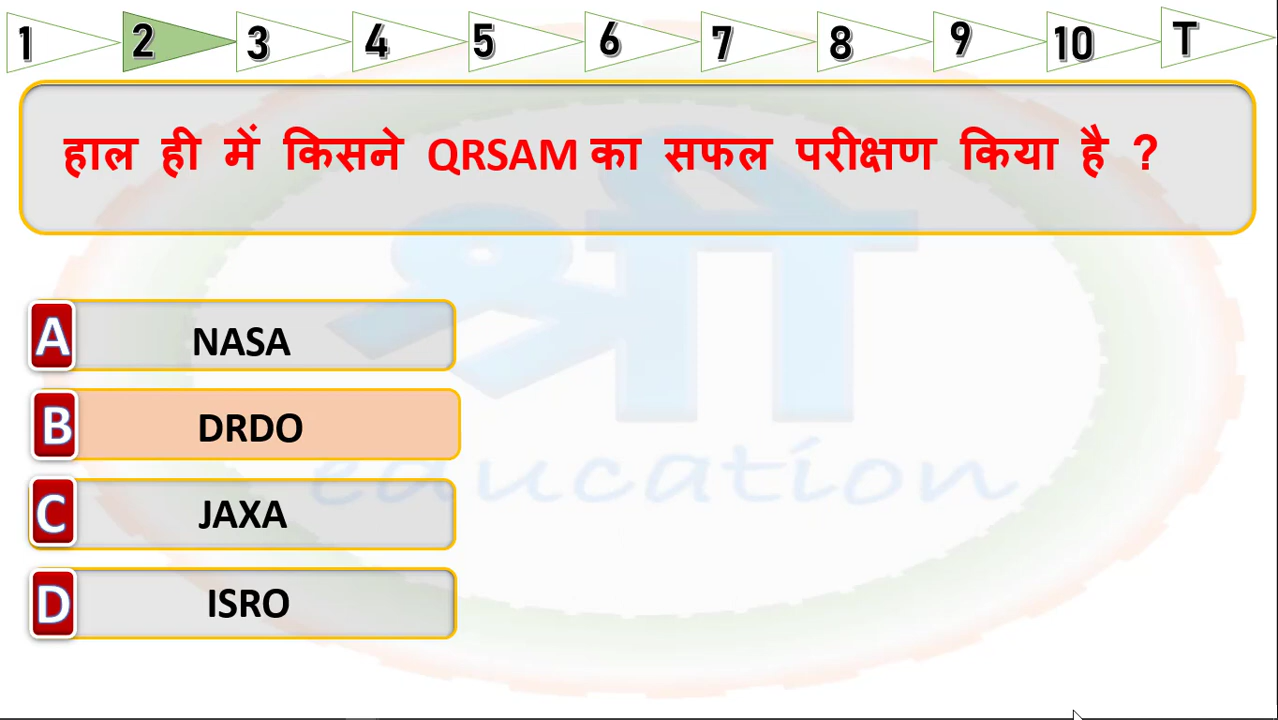 1 2 3 4 5 6 7 8 9 10 T
हाल ही में किसने QRSAM का सफल परीक्षण किया है ?
श्री
education
A NASA
B DRDO
C JAXA
D ISRO